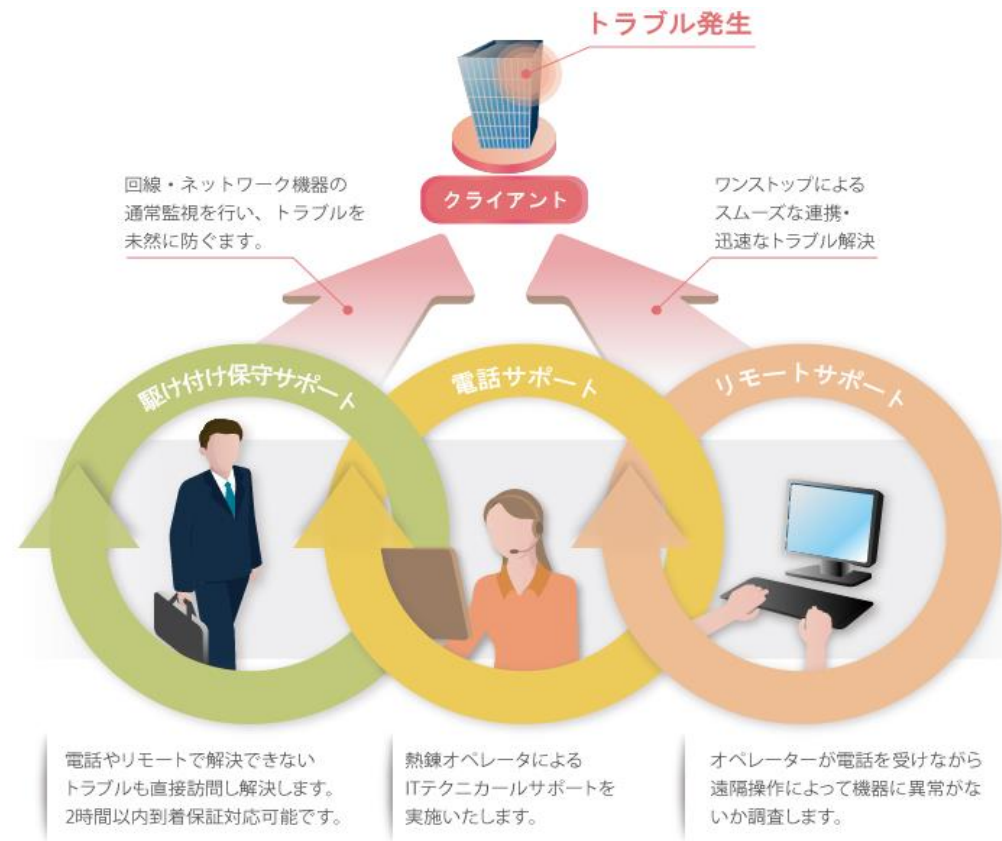 トラブル発生
クライアント
回線・ネットワーク機器の
通常監視を行い、トラブルを
未然に防ぎます。
ワンストップによる
スムーズな連携・
迅速なトラブル解決
駆け付け保守サポート
電話サポート
リモートサポート
電話やリモートで解決できない
トラブルも直接訪問し解決します。
2時間以内到着保証対応可能です。
熱錬オペレータによる
ITテクニカールサポートを
実施いたします。
オペレーターが電話を受けながら
遠隔操作によって機器に異常がな
いか調査します。